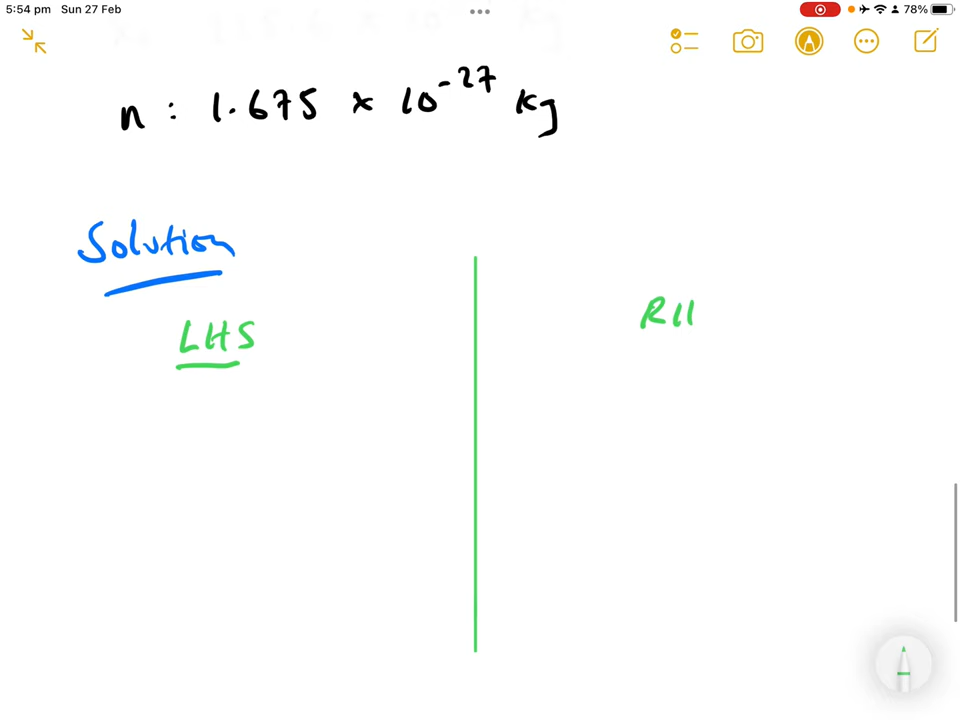 5:54 pm Sun 27 Feb 78%
n : 1.675 x 10^-27 kg
Solution
LHS
RH